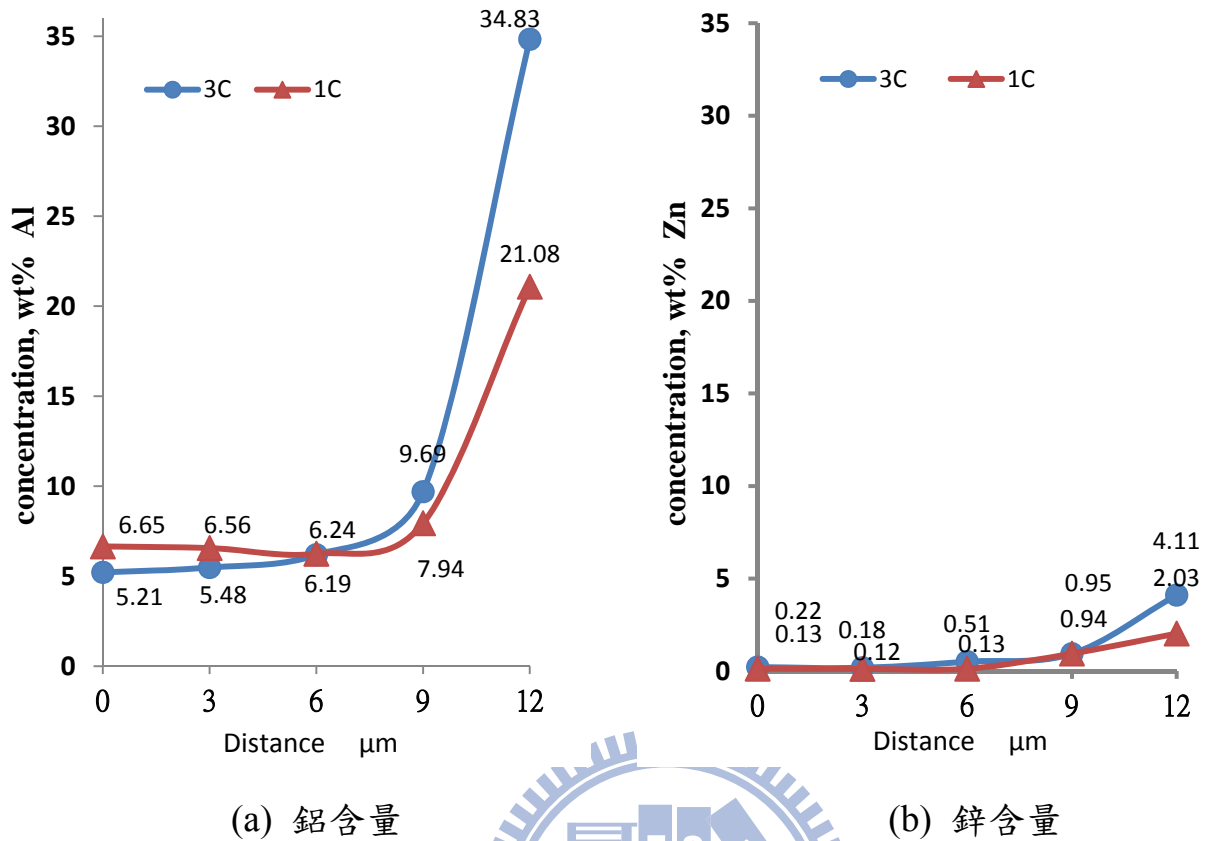 concentration, wt% Al
35
30
25
20
15
10
5
0
3C 1C
34.83
21.08
9.69
6.65 6.56 6.24
5.21 5.48 6.19 7.94
0 3 6 9 12
Distance µm
(a) 鋁含量
concentration, wt% Zn
35
30
25
20
15
10
5
0
3C 1C
4.11
0.95 2.03
0.22 0.18 0.51 0.94
0.13 0.12 0.13
0 3 6 9 12
Distance µm
(b) 鋅含量